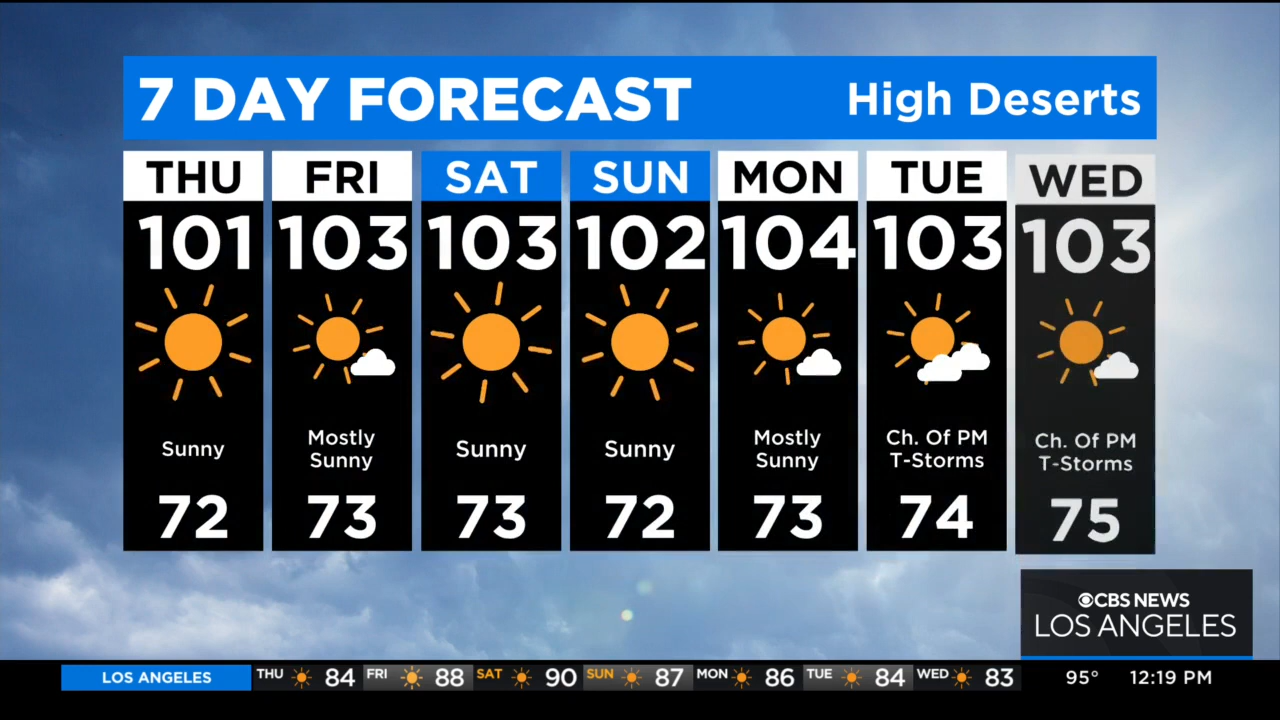 7 DAY FORECAST High Deserts
THU FRI SAT SUN MON TUE WED
101 103 103 102 104 103 103
Sunny
Mostly
Sunny
Sunny
Sunny
Mostly
Sunny
Ch. Of PM
T-Storms
Ch. Of PM
T-Storms
72 73 73 72 73 74 75
CBS NEWS
LOS ANGELES
LOS ANGELES THU 84 FRI 88 SAT 90 SUN 87 MON 86 TUE 84 WED 83 95° 12:19 PM